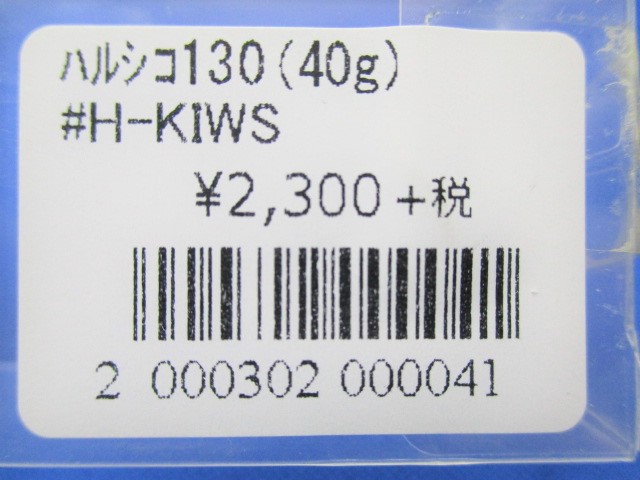 ﾊﾙｼｺ130(40g)
#H-KIWS
¥2,300+税
2 000302 000041